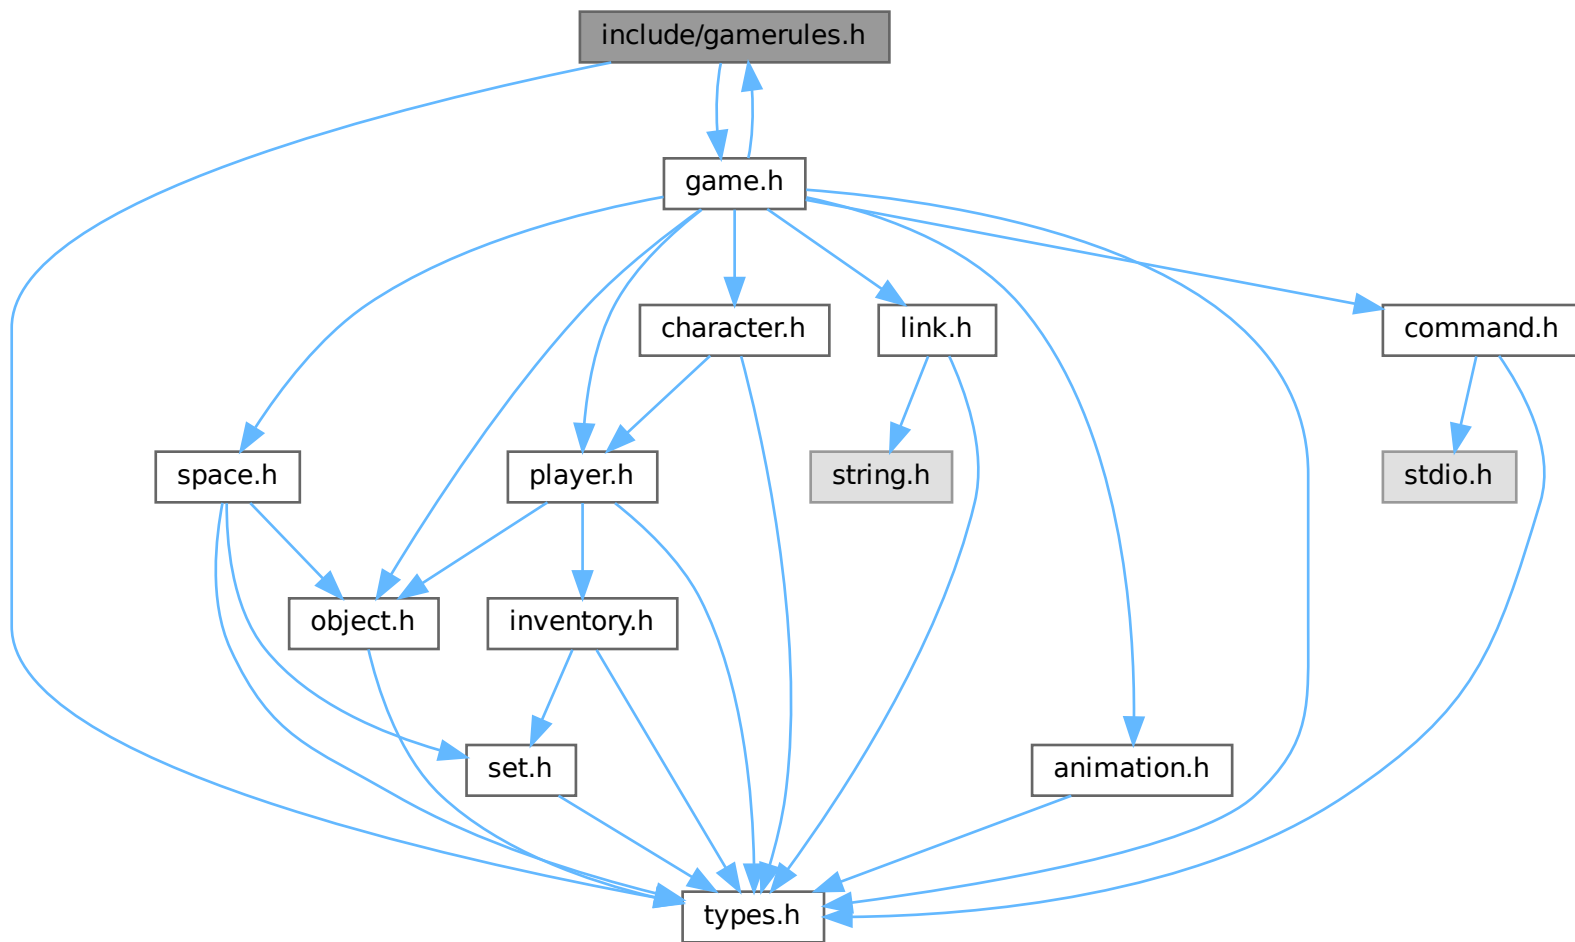 include/gamerules.h
game.h
character.h
link.h
command.h
space.h
player.h
string.h
stdio.h
object.h
inventory.h
set.h
animation.h
types.h